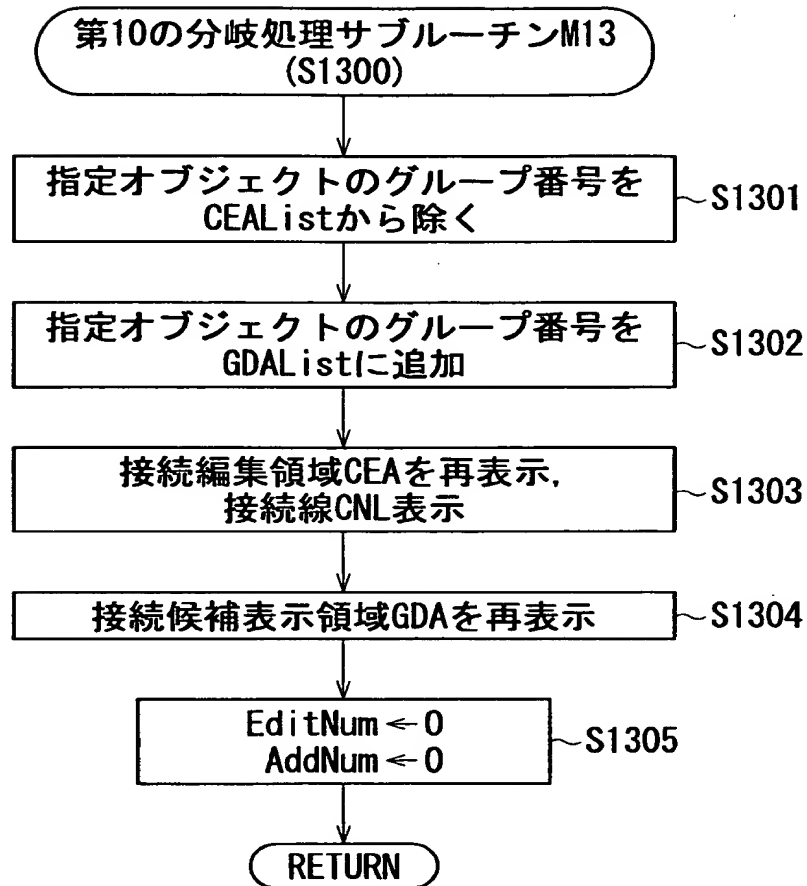 第10の分岐処理サブルーチンM13
(S1300)
指定オブジェクトのグループ番号を
CEAListから除く
~S1301
指定オブジェクトのグループ番号を
GDAListに追加
~S1302
接続編集領域CEAを再表示,
接続線CNL表示
~S1303
接続候補表示領域GDAを再表示
~S1304
EditNum←0
AddNum←0
~S1305
RETURN